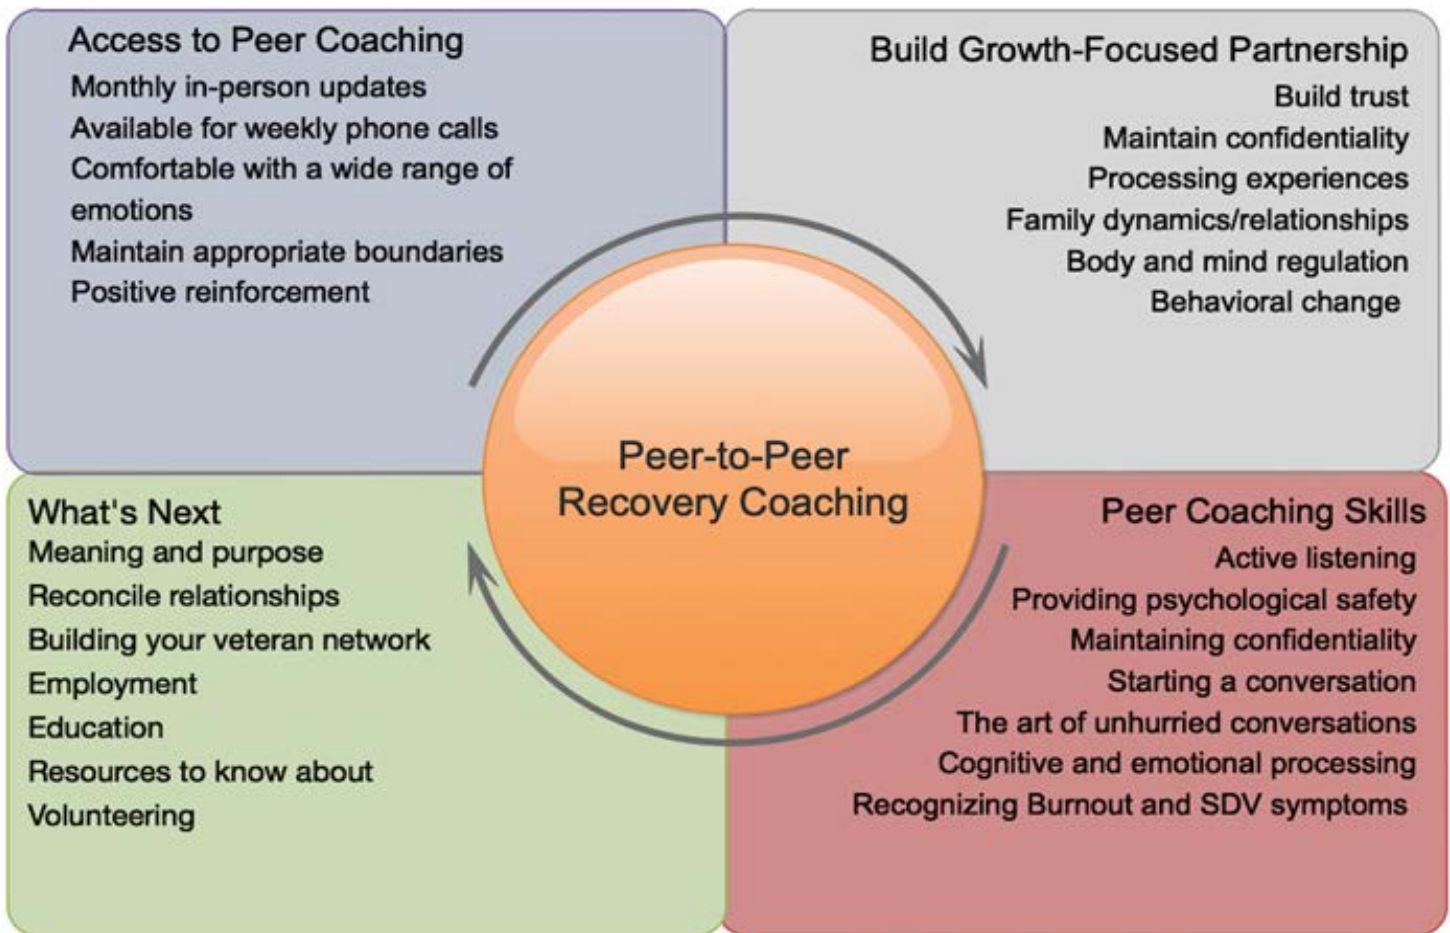 Access to Peer Coaching
Monthly in-person updates
Available for weekly phone calls
Comfortable with a wide range of
emotions
Maintain appropriate boundaries
Positive reinforcement
Build Growth-Focused Partnership
Build trust
Maintain confidentiality
Processing experiences
Family dynamics/relationships
Body and mind regulation
Behavioral change
Peer-to-Peer
Recovery Coaching
What's Next
Meaning and purpose
Reconcile relationships
Building your veteran network
Employment
Education
Resources to know about
Volunteering
Peer Coaching Skills
Active listening
Providing psychological safety
Maintaining confidentiality
Starting a conversation
The art of unhurried conversations
Cognitive and emotional processing
Recognizing Burnout and SDV symptoms